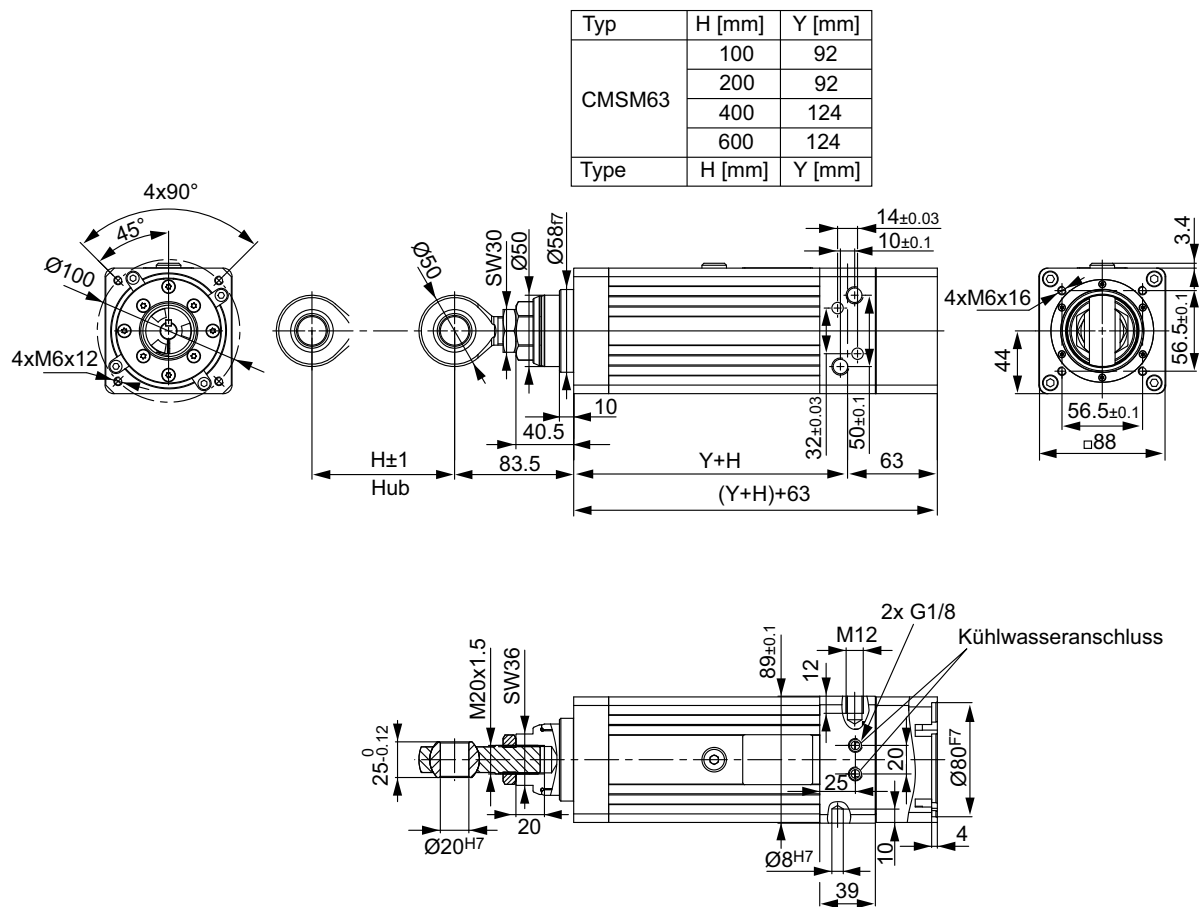 Typ H [mm] Y [mm]
CMSM63
100 92
200 92
400 124
600 124
Type H [mm] Y [mm]
4x90°
45°
Ø100
4xM6x12
Ø50
SW30
Ø50
Ø58f7
14±0.03
10±0.1
10
40.5
83.5
H±1
Hub
32±0.03
50±0.1
Y+H
63
(Y+H)+63
3.4
4xM6x16
44
56.5±0.1
56.5±0.1
□88
2x G1/8
M12
Kühlwasseranschluss
89±0.1
12
M20x1.5
SW36
25 0 -0.12
20
Ø20H7
25
20
Ø80F7
Ø8H7
10
4
39